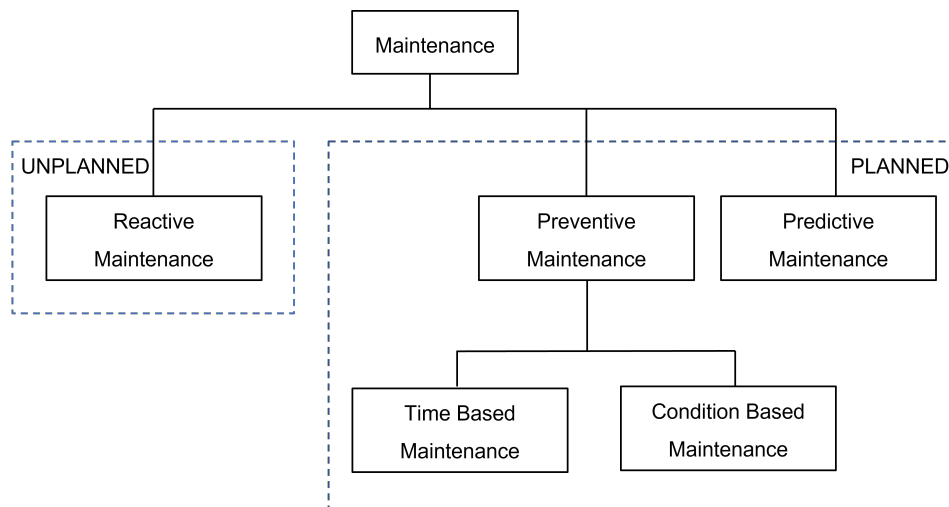 Maintenance
UNPLANNED
PLANNED
Reactive
Maintenance
Preventive
Maintenance
Predictive
Maintenance
Time Based
Maintenance
Condition Based
Maintenance